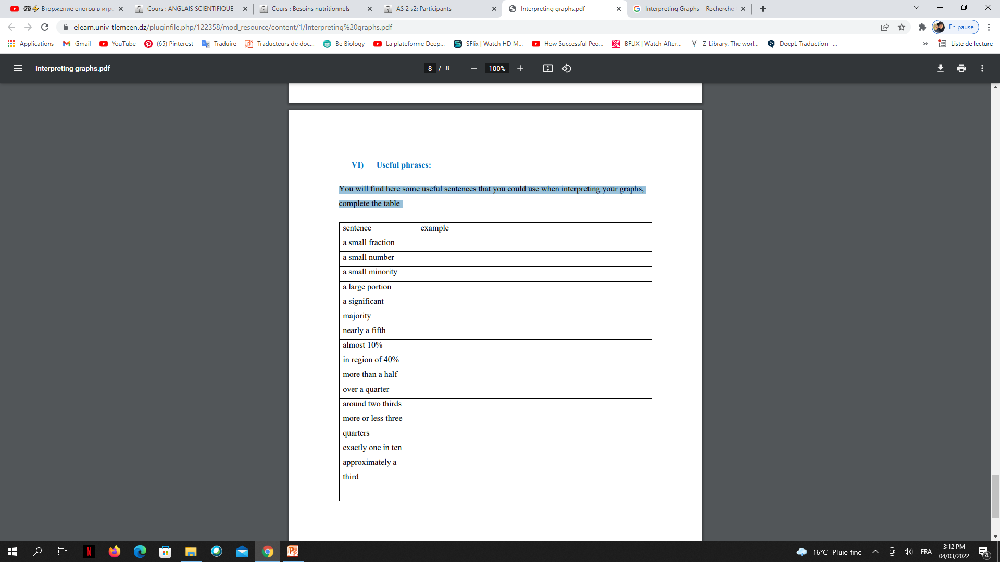 Вторжение енотов в игре
Cours : ANGLAIS SCIENTIFIQUE
Cours : Besoins nutritionnels
AS 2 s2: Participants
Interpreting graphs.pdf
Interpreting Graphs – Recherche
elearn.univ-tlemcen.dz/pluginfile.php/122358/mod_resource/content/1/Interpreting%20graphs.pdf
En pause
Applications
Gmail
YouTube
(65) Pinterest
Traduire
Traducteurs de doc...
Be Biology
La plateforme Deep...
SFlix | Watch HD M...
How Successful Peo...
BFLIX | Watch After...
Z-Library. The worl...
DeepL Traduction –...
»
Liste de lecture
Interpreting graphs.pdf
8 / 8
100%
VI) Useful phrases:
You will find here some useful sentences that you could use when interpreting your graphs,
complete the table
sentence example
a small fraction
a small number
a small minority
a large portion
a significant
majority
nearly a fifth
almost 10%
in region of 40%
more than a half
over a quarter
around two thirds
more or less three
quarters
exactly one in ten
approximately a
third
16°C Pluie fine
FRA
3:12 PM
04/03/2022
4